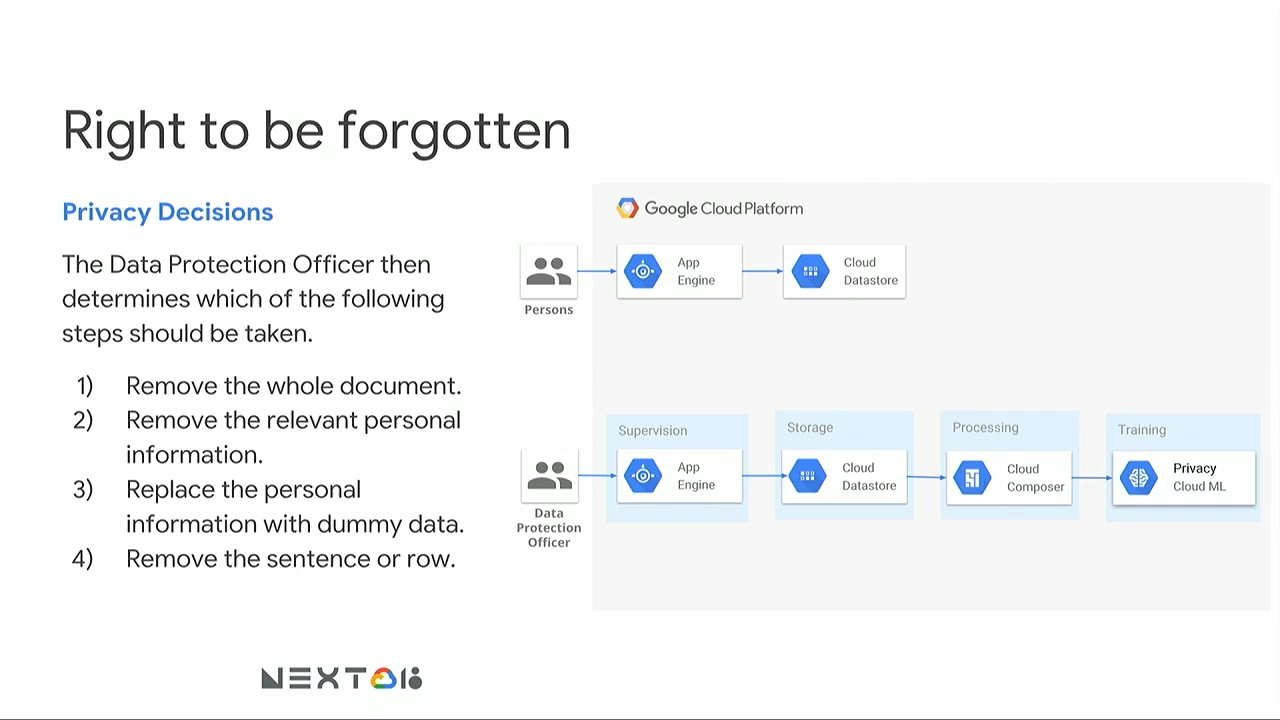 Right to be forgotten
Privacy Decisions
The Data Protection Officer then
determines which of the following
steps should be taken.
1) Remove the whole document.
2) Remove the relevant personal
information.
3) Replace the personal
information with dummy data.
4) Remove the sentence or row.
Google Cloud Platform
Persons
App
Engine
Cloud
Datastore
Data
Protection
Officer
Supervision
App
Engine
Storage
Cloud
Datastore
Processing
Cloud
Composer
Training
Privacy
Cloud ML
NEXT 18